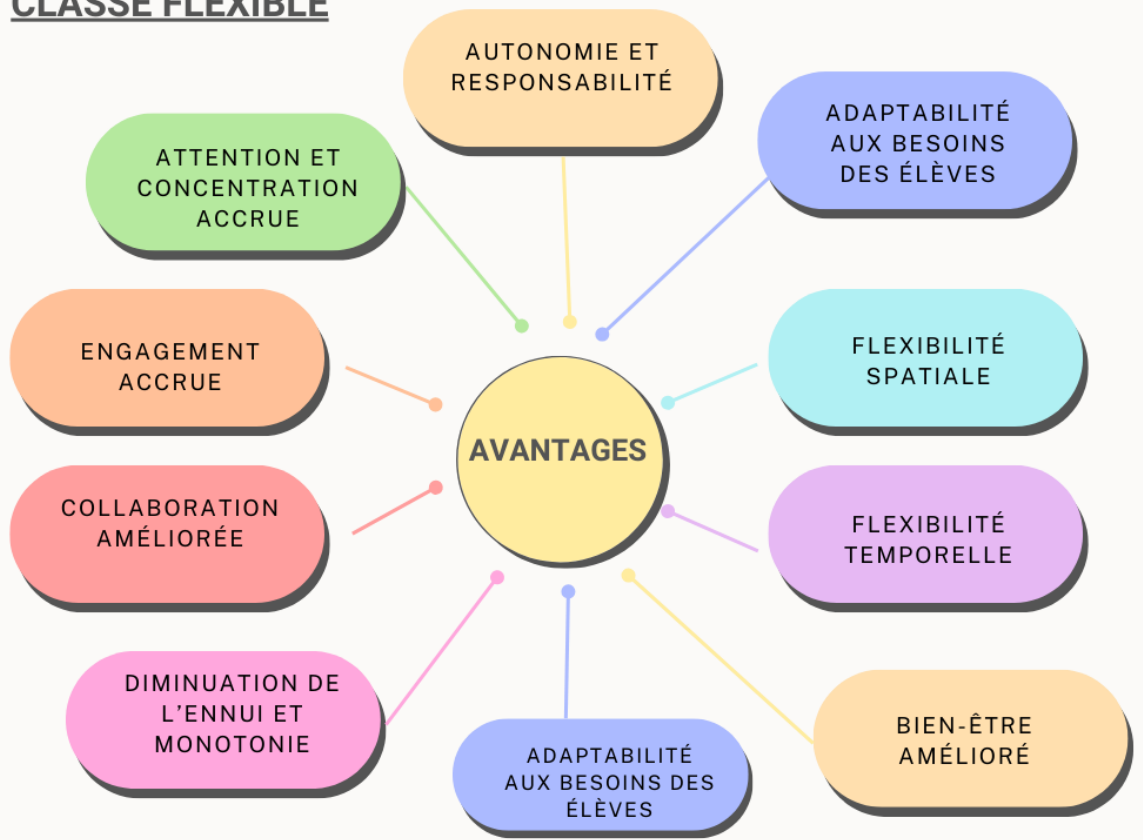 CLASSE FLEXIBLE
AUTONOMIE ET
RESPONSABILITÉ
ADAPTABILITÉ
AUX BESOINS
DES ÉLÈVES
ATTENTION ET
CONCENTRATION
ACCRUE
ENGAGEMENT
ACCRUE
FLEXIBILITÉ
SPATIALE
AVANTAGES
COLLABORATION
AMÉLIORÉE
FLEXIBILITÉ
TEMPORELLE
DIMINUATION DE
L'ENNUI ET
MONOTONIE
ADAPTABILITÉ
AUX BESOINS DES
ÉLÈVES
BIEN-ÊTRE
AMÉLIORÉ